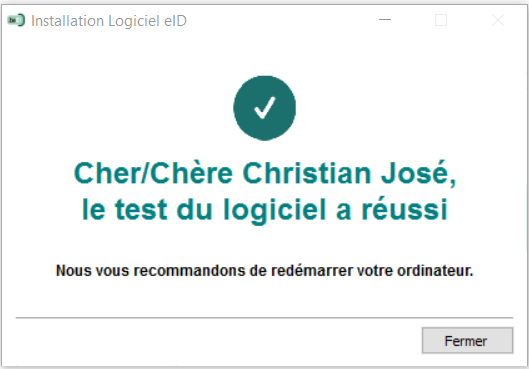 Installation Logiciel eID
Cher/Chère Christian José,
le test du logiciel a réussi
Nous vous recommandons de redémarrer votre ordinateur.
Fermer